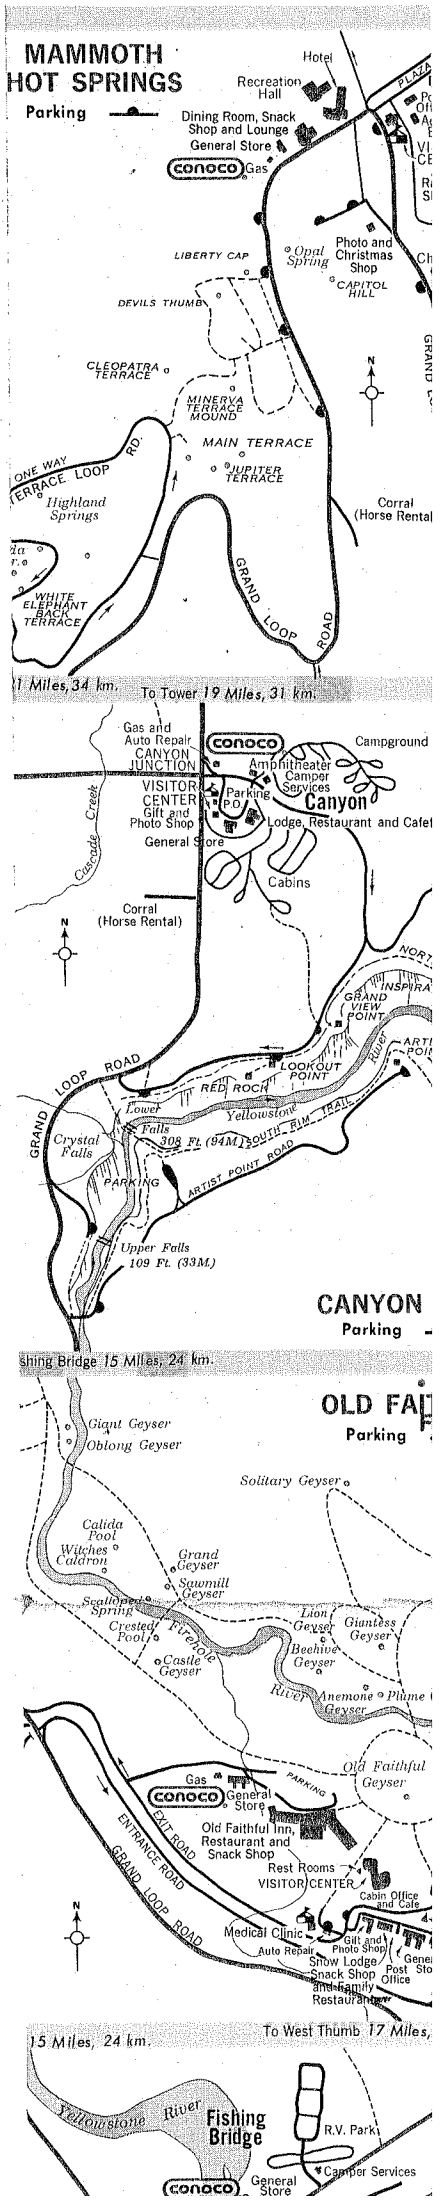 MAMMOTH
HOT SPRINGS
Parking
Hotel
Recreation
Hall
PLAZA
Dining Room, Snack
Shop and Lounge
General Store
conoco Gas
LIBERTY CAP
Opal
Spring
Photo and
Christmas
Shop
CAPITOL
HILL
DEVILS THUMB
CLEOPATRA
TERRACE
N
MINERVA
TERRACE
MOUND
MAIN TERRACE
JUPITER
TERRACE
ONE WAY
TERRACE LOOP RD.
Highland
Springs
Corral
(Horse Rental
WHITE
ELEPHANT
BACK
TERRACE
GRAND LOOP ROAD
1 Miles, 34 km.
To Tower 19 Miles, 31 km.
Gas and
Auto Repair
conoco
Campground
CANYON
JUNCTION
Amphitheater
Camper
Services
VISITOR
CENTER
Parking
P.O.
Canyon
Gift and
Photo Shop
Lodge, Restaurant and Cafet
General Store
Cascade Creek
Cabins
Corral
(Horse Rental)
N
NORT
INSPIRA
GRAND
VIEW
POINT
ARTI
POIN
LOOKOUT
POINT
RED ROCK
GRAND LOOP ROAD
Yellowstone River
Lower
Falls
308 Ft (94M)
SOUTH RIM TRAIL
Crystal
Falls
PARKING
ARTIST POINT ROAD
Upper Falls
109 Ft. (33M)
CANYON
Parking
shing Bridge 15 Miles, 24 km.
OLD FAIT
Parking
Giant Geyser
Oblong Geyser
Solitary Geyser
Calida
Pool
Witches
Caldron
Grand
Geyser
Sawmill
Geyser
Scalloped
Spring
Crested
Pool
Castle
Geyser
Firehole River
Lion
Geyser
Giantess
Geyser
Beehive
Geyser
Anemone
Geyser
Plume
Old Faithful
Geyser
Gas
conoco
General
Store
PARKING
Old Faithful Inn,
Restaurant and
Snack Shop
EXIT ROAD
ENTRANCE ROAD
GRAND LOOP ROAD
Rest Rooms
VISITOR CENTER
Cabin Office
and Cafe
N
Medical Clinic
Auto Repair
Gift and
Photo Shop
Post
Office
Snow Lodge
Snack Shop
and Family
Restaurant
15 Miles, 24 km.
To West Thumb 17 Miles,
Yellowstone River
Fishing
Bridge
R.V. Park
conoco
General
Store
Camper Services